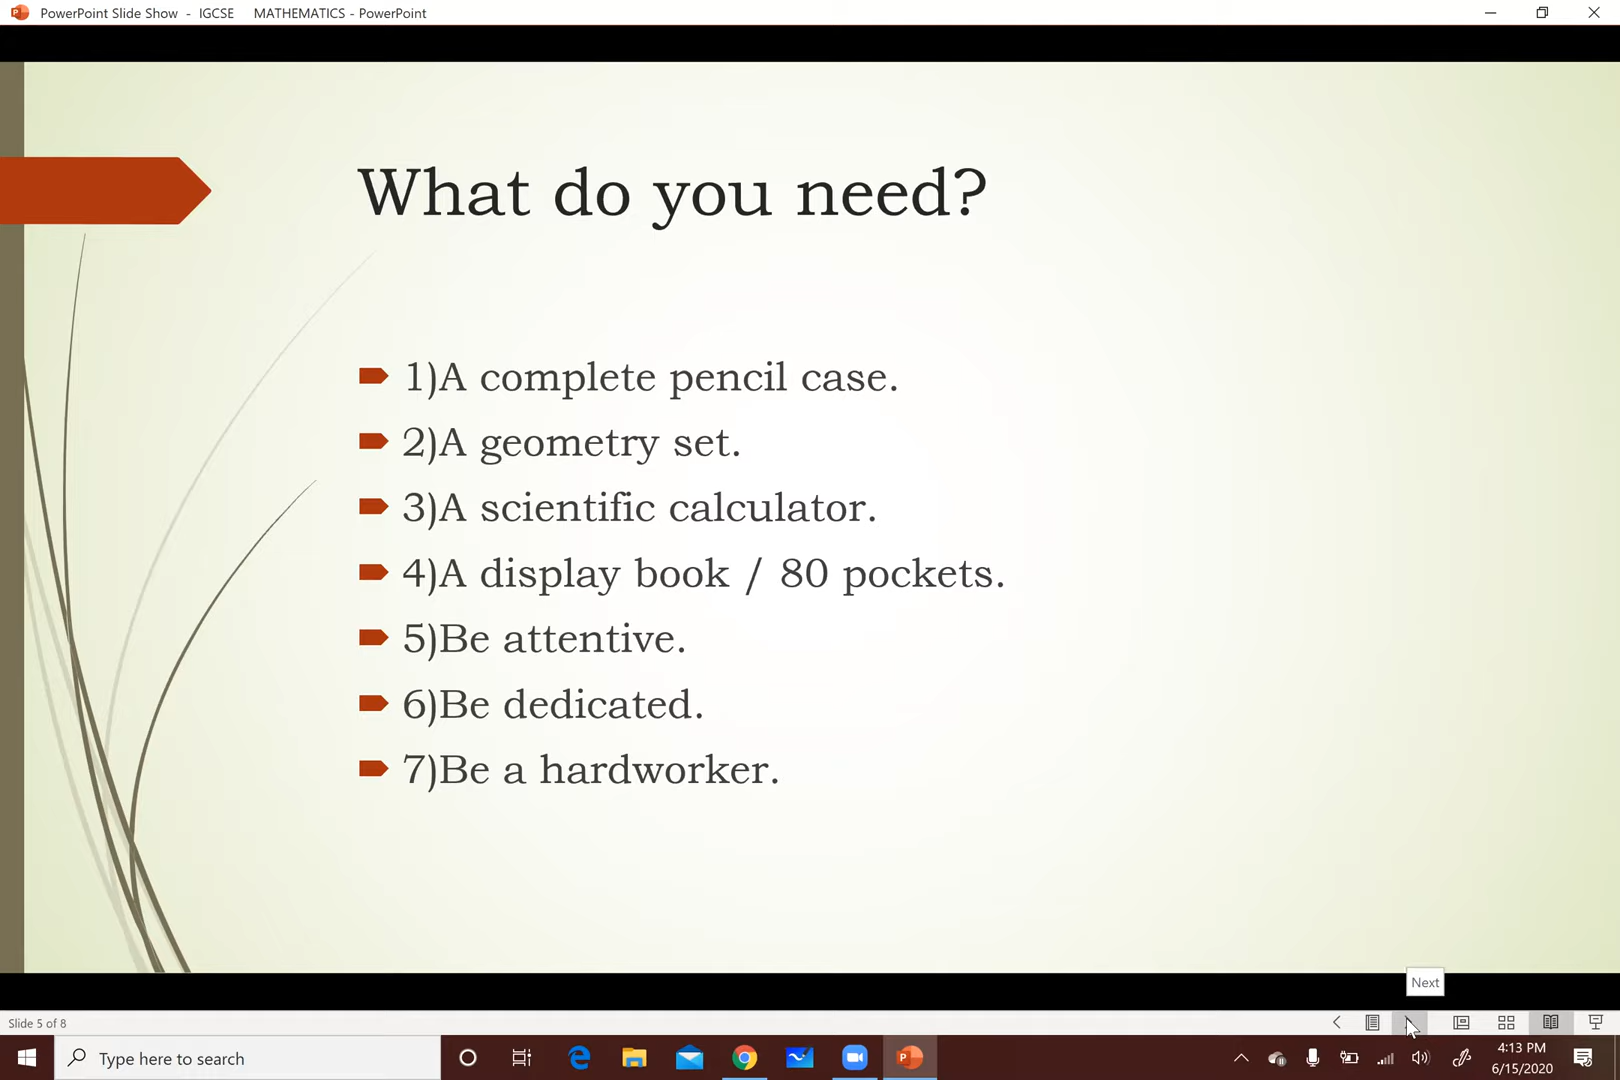 PowerPoint Slide Show - IGCSE MATHEMATICS - PowerPoint
What do you need?
1)A complete pencil case.
2)A geometry set.
3)A scientific calculator.
4)A display book / 80 pockets.
5)Be attentive.
6)Be dedicated.
7)Be a hardworker.
Next
Slide 5 of 8
Type here to search
4:13 PM
6/15/2020